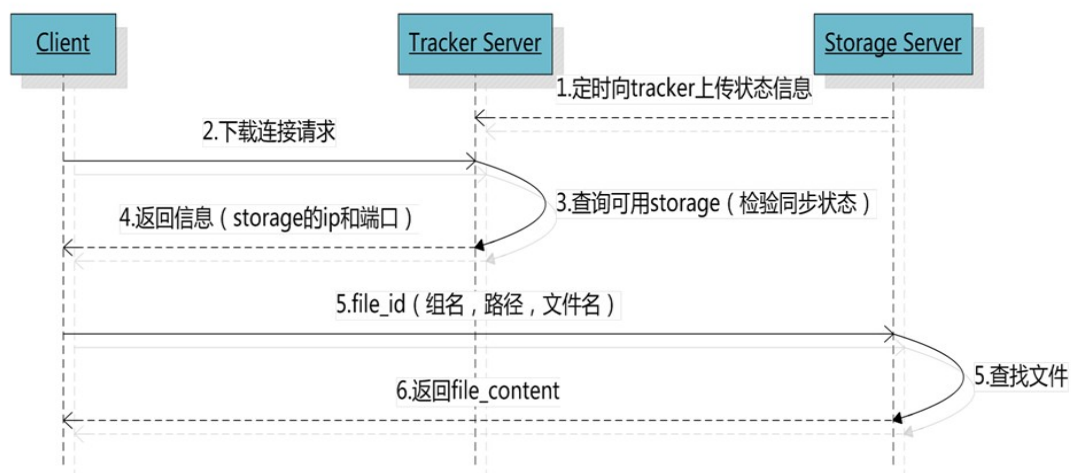 Client
Tracker Server
Storage Server
1.定时向tracker上传状态信息
2.下载连接请求
3.查询可用storage（检验同步状态）
4.返回信息（storage的ip和端口）
5.file_id（组名，路径，文件名）
5.查找文件
6.返回file_content